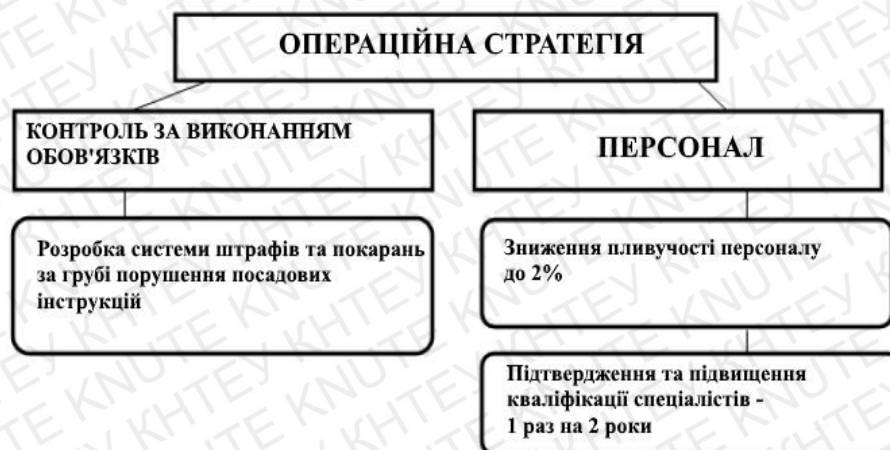 ОПЕРАЦІЙНА СТРАТЕГІЯ
КОНТРОЛЬ ЗА ВИКОНАННЯМ
ОБОВ'ЯЗКІВ
Розробка системи штрафів та покарань
за грубі порушення посадових
інструкцій
ПЕРСОНАЛ
Зниження пливучості персоналу
до 2%
Підтвердження та підвищення
кваліфікації спеціалістів -
1 раз на 2 роки